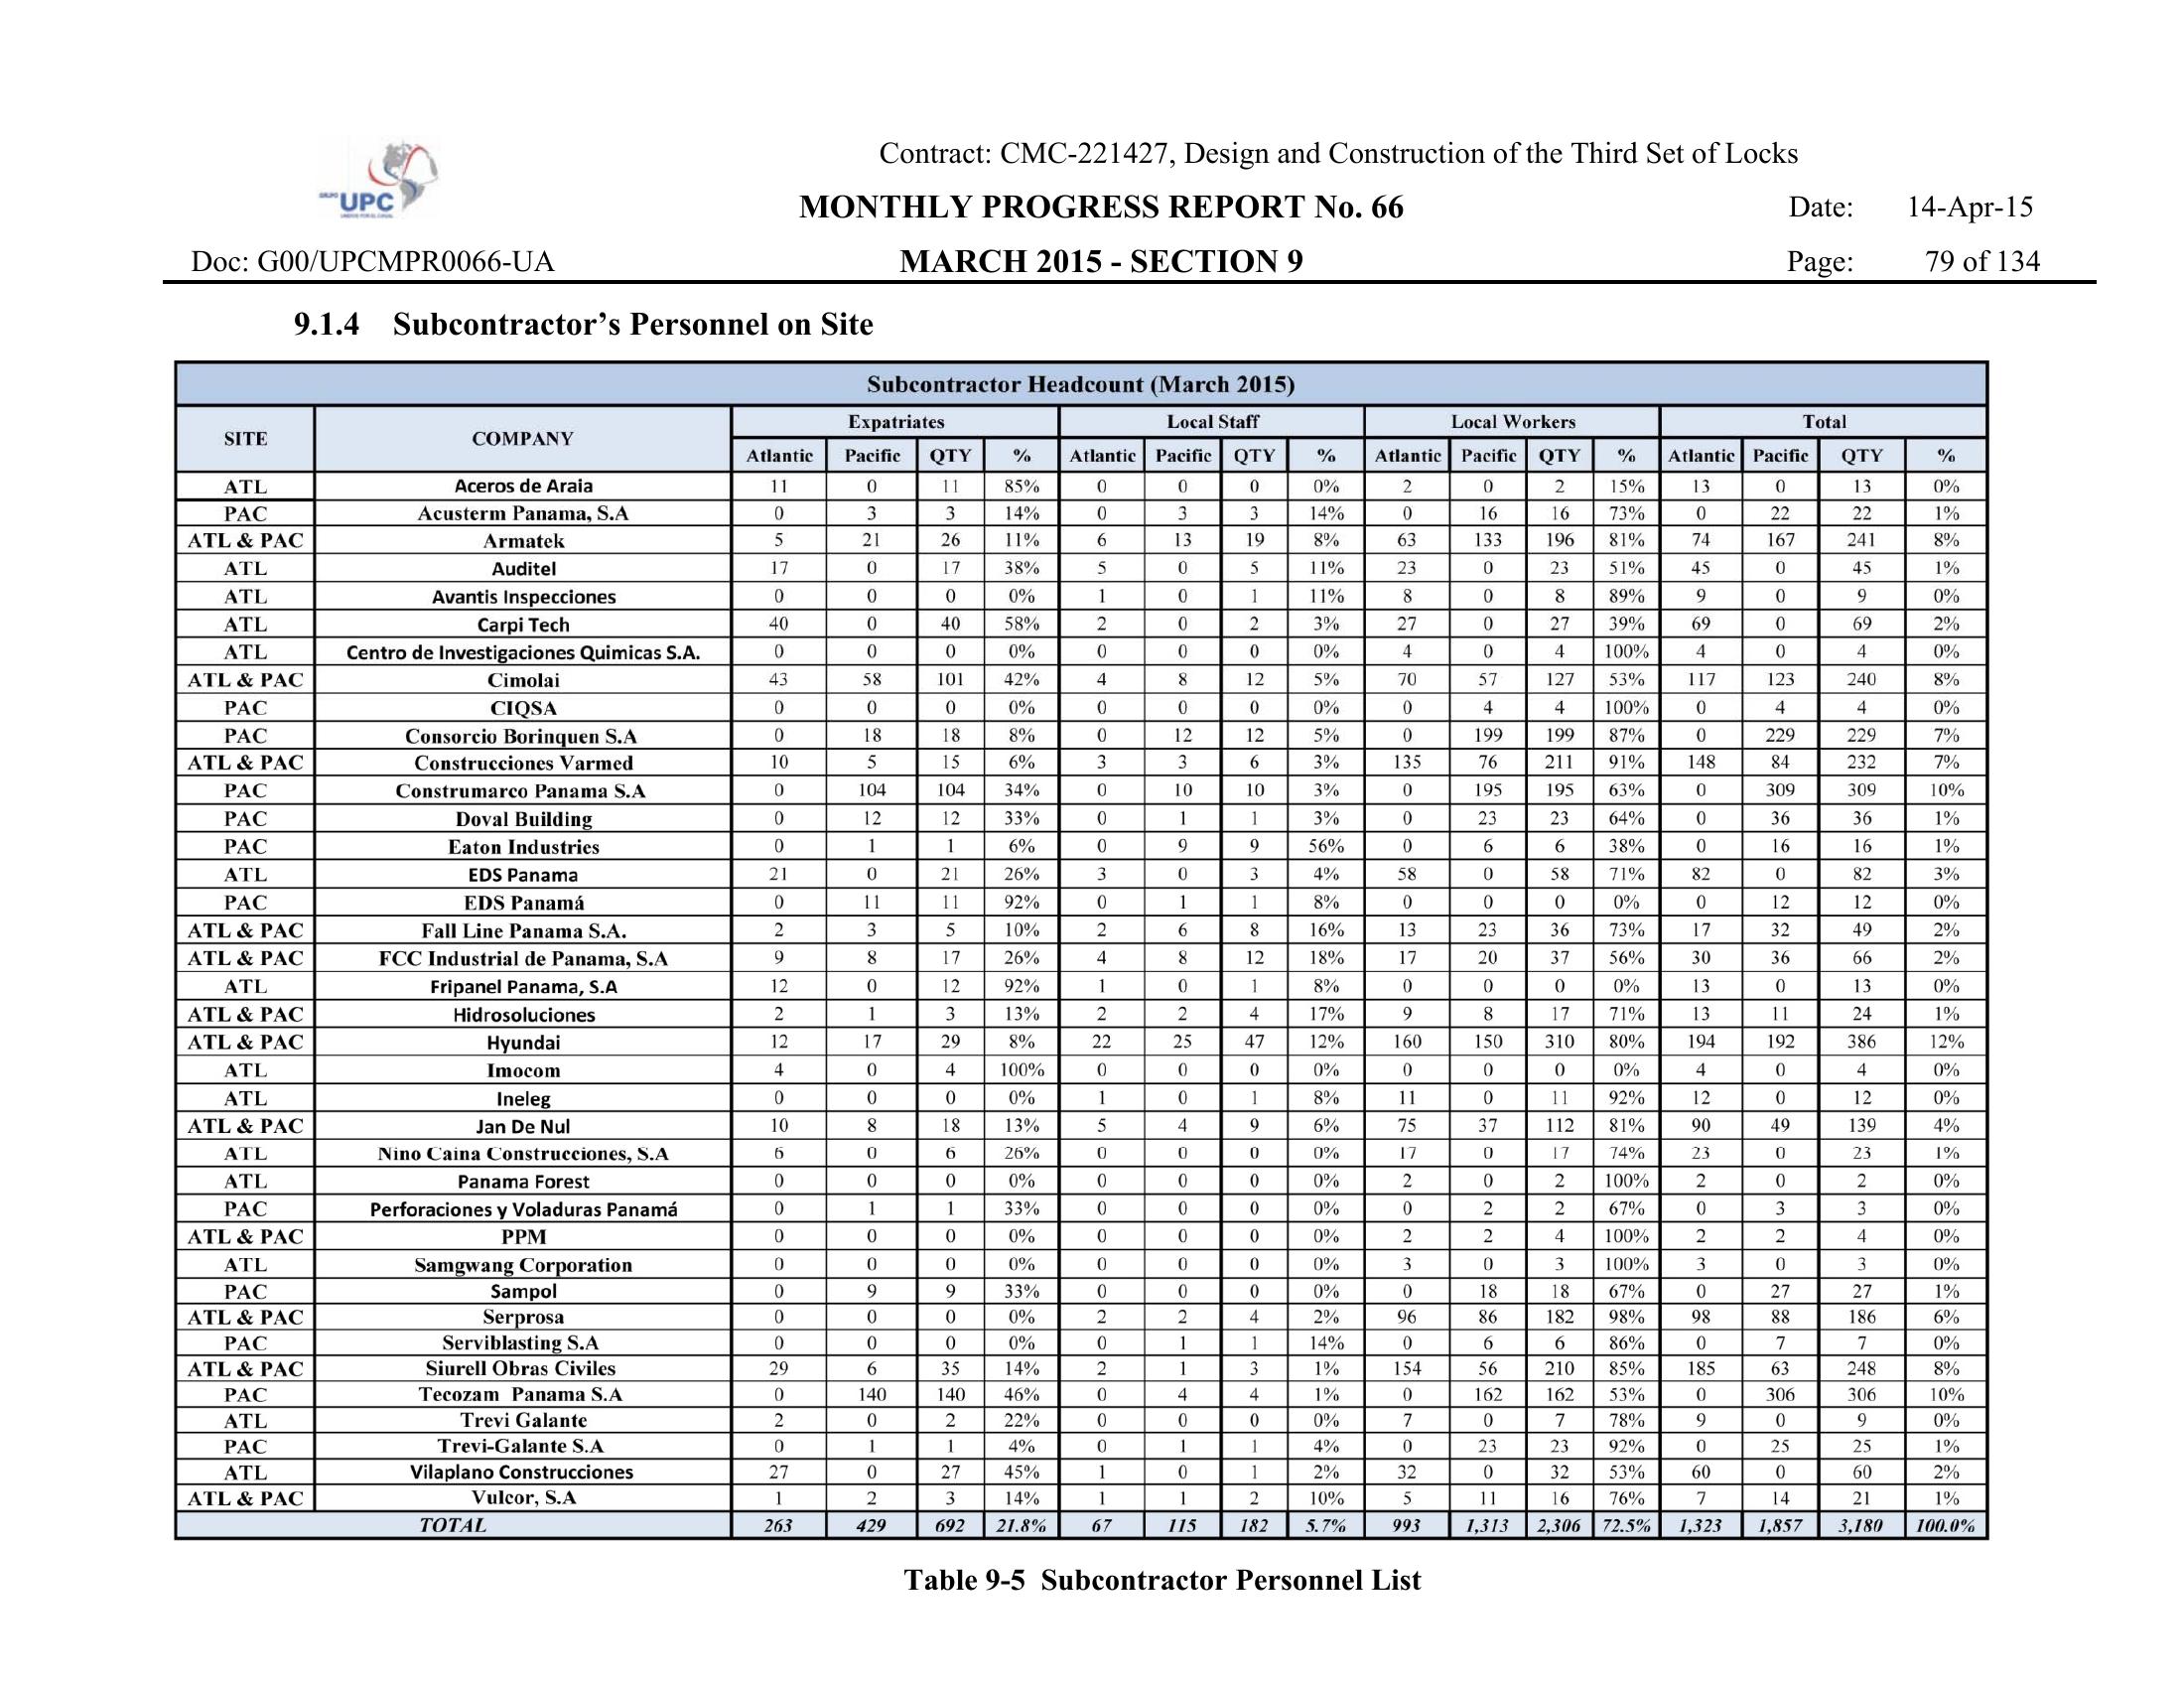 GRUPO UPC
UNIDOS POR EL CANAL
Contract: CMC-221427, Design and Construction of the Third Set of Locks
MONTHLY PROGRESS REPORT No. 66 Date: 14-Apr-15
Doc: G00/UPCMPR0066-UA MARCH 2015 - SECTION 9 Page: 79 of 134
9.1.4 Subcontractor’s Personnel on Site
Subcontractor Headcount (March 2015)
SITE COMPANY Expatriates Local Staff Local Workers Total
Atlantic Pacific QTY % Atlantic Pacific QTY % Atlantic Pacific QTY % Atlantic Pacific QTY %
ATL Aceros de Araia 11 0 11 85% 0 0 0 0% 2 0 2 15% 13 0 13 0%
PAC Acusterm Panama, S.A 0 3 3 14% 0 3 3 14% 0 16 16 73% 0 22 22 1%
ATL & PAC Armatek 5 21 26 11% 6 13 19 8% 63 133 196 81% 74 167 241 8%
ATL Auditel 17 0 17 38% 5 0 5 11% 23 0 23 51% 45 0 45 1%
ATL Avantis Inspecciones 0 0 0 0% 1 0 1 11% 8 0 8 89% 9 0 9 0%
ATL Carpi Tech 40 0 40 58% 2 0 2 3% 27 0 27 39% 69 0 69 2%
ATL Centro de Investigaciones Quimicas S.A. 0 0 0 0% 0 0 0 0% 4 0 4 100% 4 0 4 0%
ATL & PAC Cimolai 43 58 101 42% 4 8 12 5% 70 57 127 53% 117 123 240 8%
PAC CIQSA 0 0 0 0% 0 0 0 0% 0 4 4 100% 0 4 4 0%
PAC Consorcio Borinquen S.A 0 18 18 8% 0 12 12 5% 0 199 199 87% 0 229 229 7%
ATL & PAC Construcciones Varmed 10 5 15 6% 3 3 6 3% 135 76 211 91% 148 84 232 7%
PAC Construmarco Panama S.A 0 104 104 34% 0 10 10 3% 0 195 195 63% 0 309 309 10%
PAC Doval Building 0 12 12 33% 0 1 1 3% 0 23 23 64% 0 36 36 1%
PAC Eaton Industries 0 1 1 6% 0 9 9 56% 0 6 6 38% 0 16 16 1%
ATL EDS Panama 21 0 21 26% 3 0 3 4% 58 0 58 71% 82 0 82 3%
PAC EDS Panamá 0 11 11 92% 0 1 1 8% 0 0 0 0% 0 12 12 0%
ATL & PAC Fall Line Panama S.A. 2 3 5 10% 2 6 8 16% 13 23 36 73% 17 32 49 2%
ATL & PAC FCC Industrial de Panama, S.A 9 8 17 26% 4 8 12 18% 17 20 37 56% 30 36 66 2%
ATL Fripanel Panama, S.A 12 0 12 92% 1 0 1 8% 0 0 0 0% 13 0 13 0%
ATL & PAC Hidrosoluciones 2 1 3 13% 2 2 4 17% 9 8 17 71% 13 11 24 1%
ATL & PAC Hyundai 12 17 29 8% 22 25 47 12% 160 150 310 80% 194 192 386 12%
ATL Imocom 4 0 4 100% 0 0 0 0% 0 0 0 0% 4 0 4 0%
ATL Ineleg 0 0 0 0% 1 0 1 8% 11 0 11 92% 12 0 12 0%
ATL & PAC Jan De Nul 10 8 18 13% 5 4 9 6% 75 37 112 81% 90 49 139 4%
ATL Nino Caina Construcciones, S.A 6 0 6 26% 0 0 0 0% 17 0 17 74% 23 0 23 1%
ATL Panama Forest 0 0 0 0% 0 0 0 0% 2 0 2 100% 2 0 2 0%
PAC Perforaciones y Voladuras Panamá 0 1 1 33% 0 0 0 0% 0 2 2 67% 0 3 3 0%
ATL & PAC PPM 0 0 0 0% 0 0 0 0% 2 2 4 100% 2 2 4 0%
ATL Samgwang Corporation 0 0 0 0% 0 0 0 0% 3 0 3 100% 3 0 3 0%
PAC Sampol 0 9 9 33% 0 0 0 0% 0 18 18 67% 0 27 27 1%
ATL & PAC Serprosa 0 0 0 0% 2 2 4 2% 96 86 182 98% 98 88 186 6%
PAC Serviblasting S.A 0 0 0 0% 0 1 1 14% 0 6 6 86% 0 7 7 0%
ATL & PAC Siurell Obras Civiles 29 6 35 14% 2 1 3 1% 154 56 210 85% 185 63 248 8%
PAC Tecozam Panama S.A 0 140 140 46% 0 4 4 1% 0 162 162 53% 0 306 306 10%
ATL Trevi Galante 2 0 2 22% 0 0 0 0% 7 0 7 78% 9 0 9 0%
PAC Trevi-Galante S.A 0 1 1 4% 0 1 1 4% 0 23 23 92% 0 25 25 1%
ATL Vilaplano Construcciones 27 0 27 45% 1 0 1 2% 32 0 32 53% 60 0 60 2%
ATL & PAC Vulcor, S.A 1 2 3 14% 1 1 2 10% 5 11 16 76% 7 14 21 1%
TOTAL 263 429 692 21.8% 67 115 182 5.7% 993 1,313 2,306 72.5% 1,323 1,857 3,180 100.0%
Table 9-5 Subcontractor Personnel List